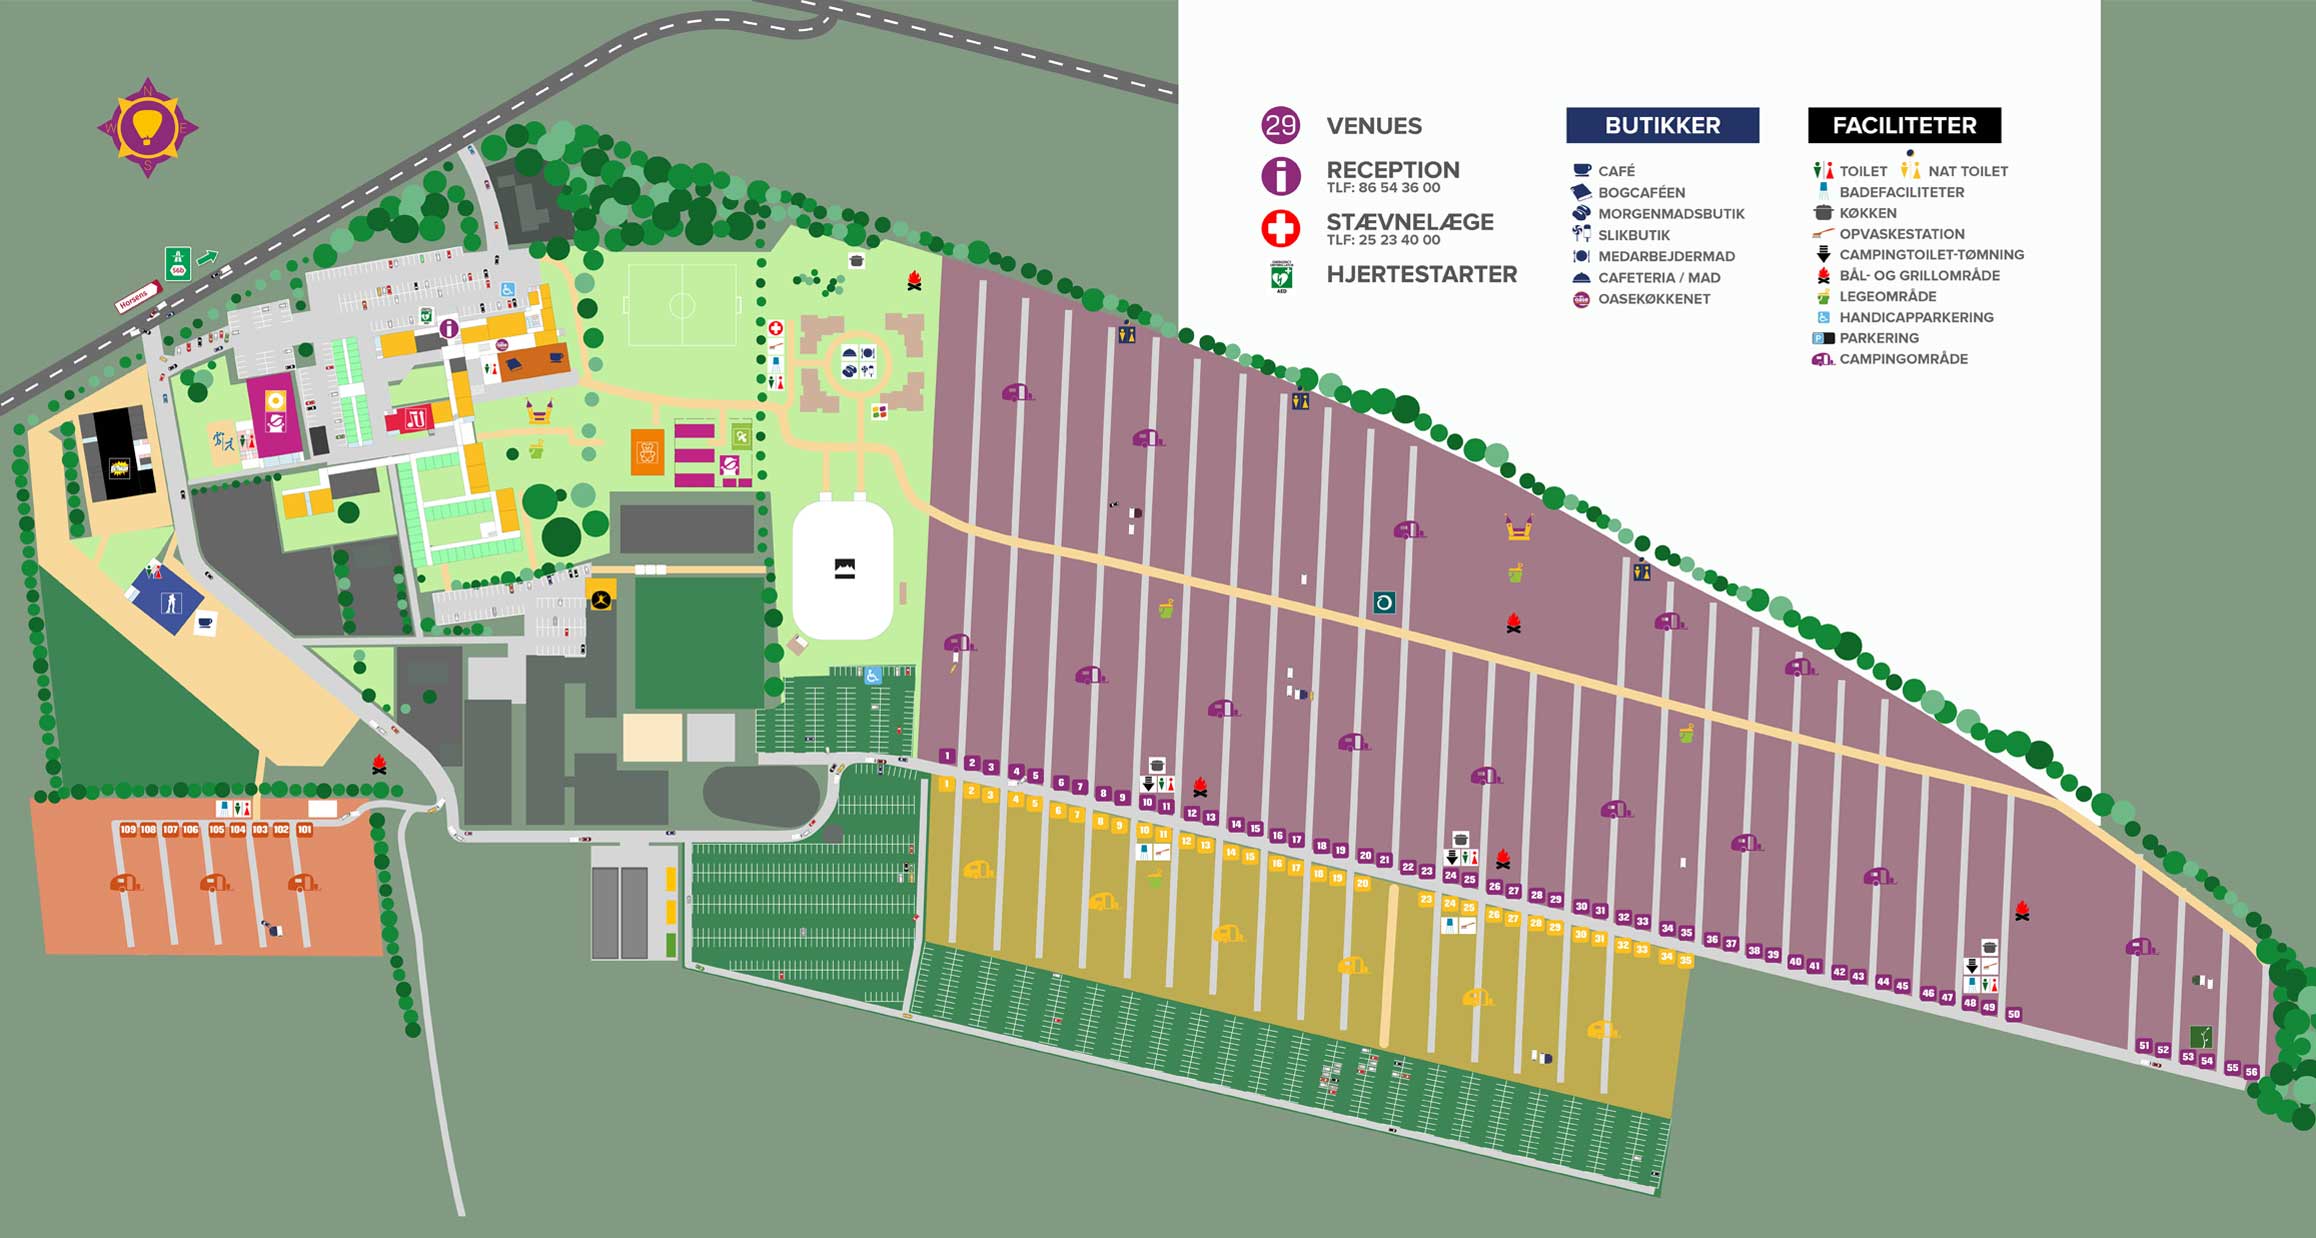 N
W
E
S
56b
Horsens
29
VENUES
i
RECEPTION
TLF: 86 54 36 00
STÆVNELÆGE
TLF: 25 23 40 00
AED
HJERTESTARTER
BUTIKKER
CAFÉ
BOGCAFÉEN
MORGENMADSBUTIK
SLIKBUTIK
MEDARBEJDERMAD
CAFETERIA / MAD
OASEKØKKENET
FACILITETER
TOILET
NAT TOILET
BADEFACILITETER
KØKKEN
OPVASKESTATION
CAMPINGTOILET-TØMNING
BÅL- OG GRILLOMRÅDE
LEGEOMRÅDE
HANDICAPPARKERING
P
PARKERING
CAMPINGOMRÅDE
i
1 2 3 4 5 6 7 8 9 10 11 12 13 14 15 16 17 18 19 20 21 22 23 24 25 26 27 28 29 30 31 32 33 34 35 36 37 38 39 40 41 42 43 44 45 46 47 48 49 50 51 52 53 54 55 56
1 2 3 4 5 6 7 8 9 10 11 12 13 14 15 16 17 18 19 20 23 24 25 26 27 28 29 30 31 32 33 34 35
109 108 107 106 105 104 103 102 101